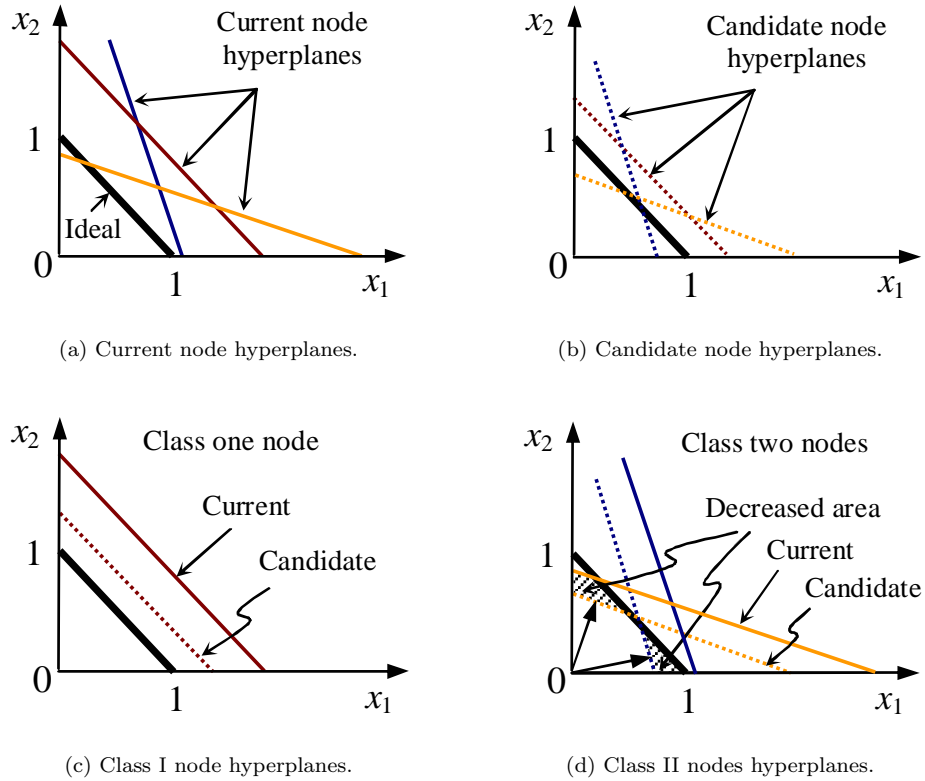 x2
Current node
hyperplanes
1
Ideal
0
1
x1
(a) Current node hyperplanes.
x2
Candidate node
hyperplanes
1
0
1
x1
(b) Candidate node hyperplanes.
x2
Class one node
Current
1
Candidate
0
1
x1
(c) Class I node hyperplanes.
x2
Class two nodes
Decreased area
1
Current
Candidate
0
1
x1
(d) Class II nodes hyperplanes.